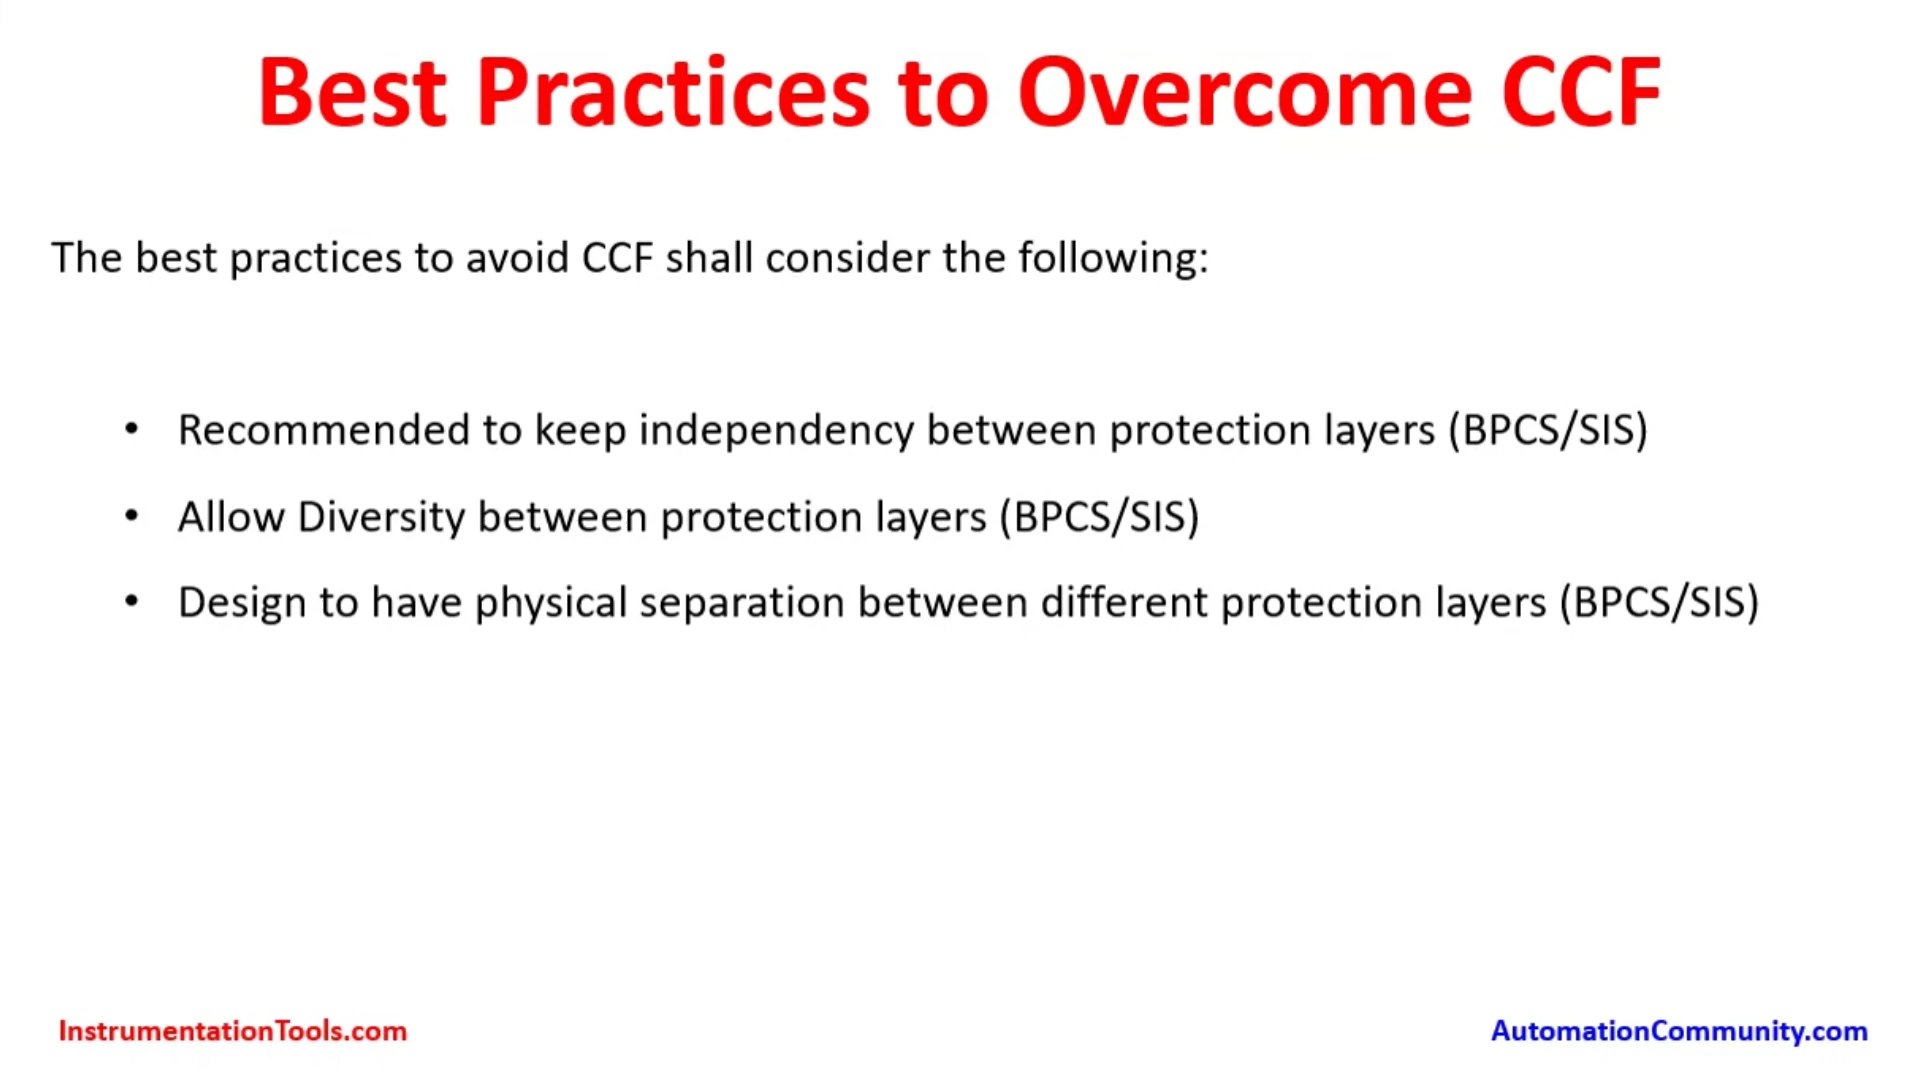 Best Practices to Overcome CCF
The best practices to avoid CCF shall consider the following:
• Recommended to keep independency between protection layers (BPCS/SIS)
• Allow Diversity between protection layers (BPCS/SIS)
• Design to have physical separation between different protection layers (BPCS/SIS)
InstrumentationTools.com
AutomationCommunity.com